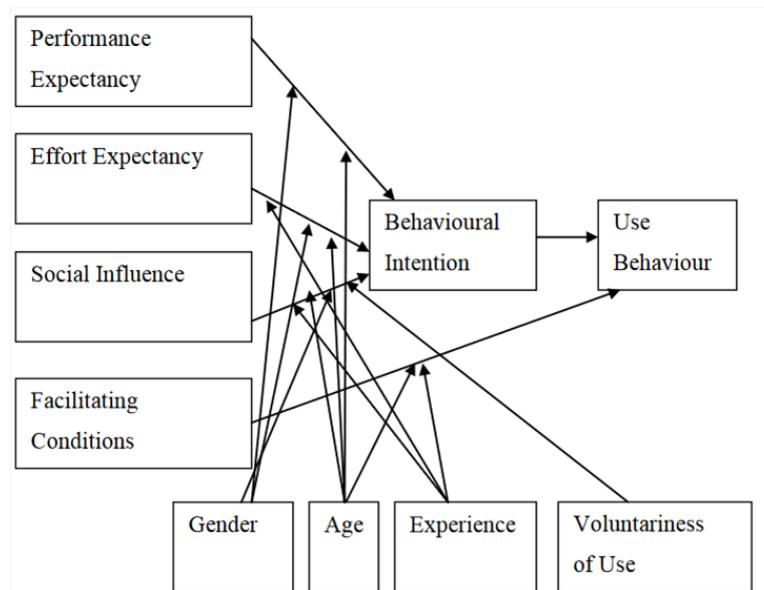 Performance
Expectancy
Effort Expectancy
Social Influence
Facilitating
Conditions
Behavioural
Intention
Use
Behaviour
Gender
Age
Experience
Voluntariness
of Use